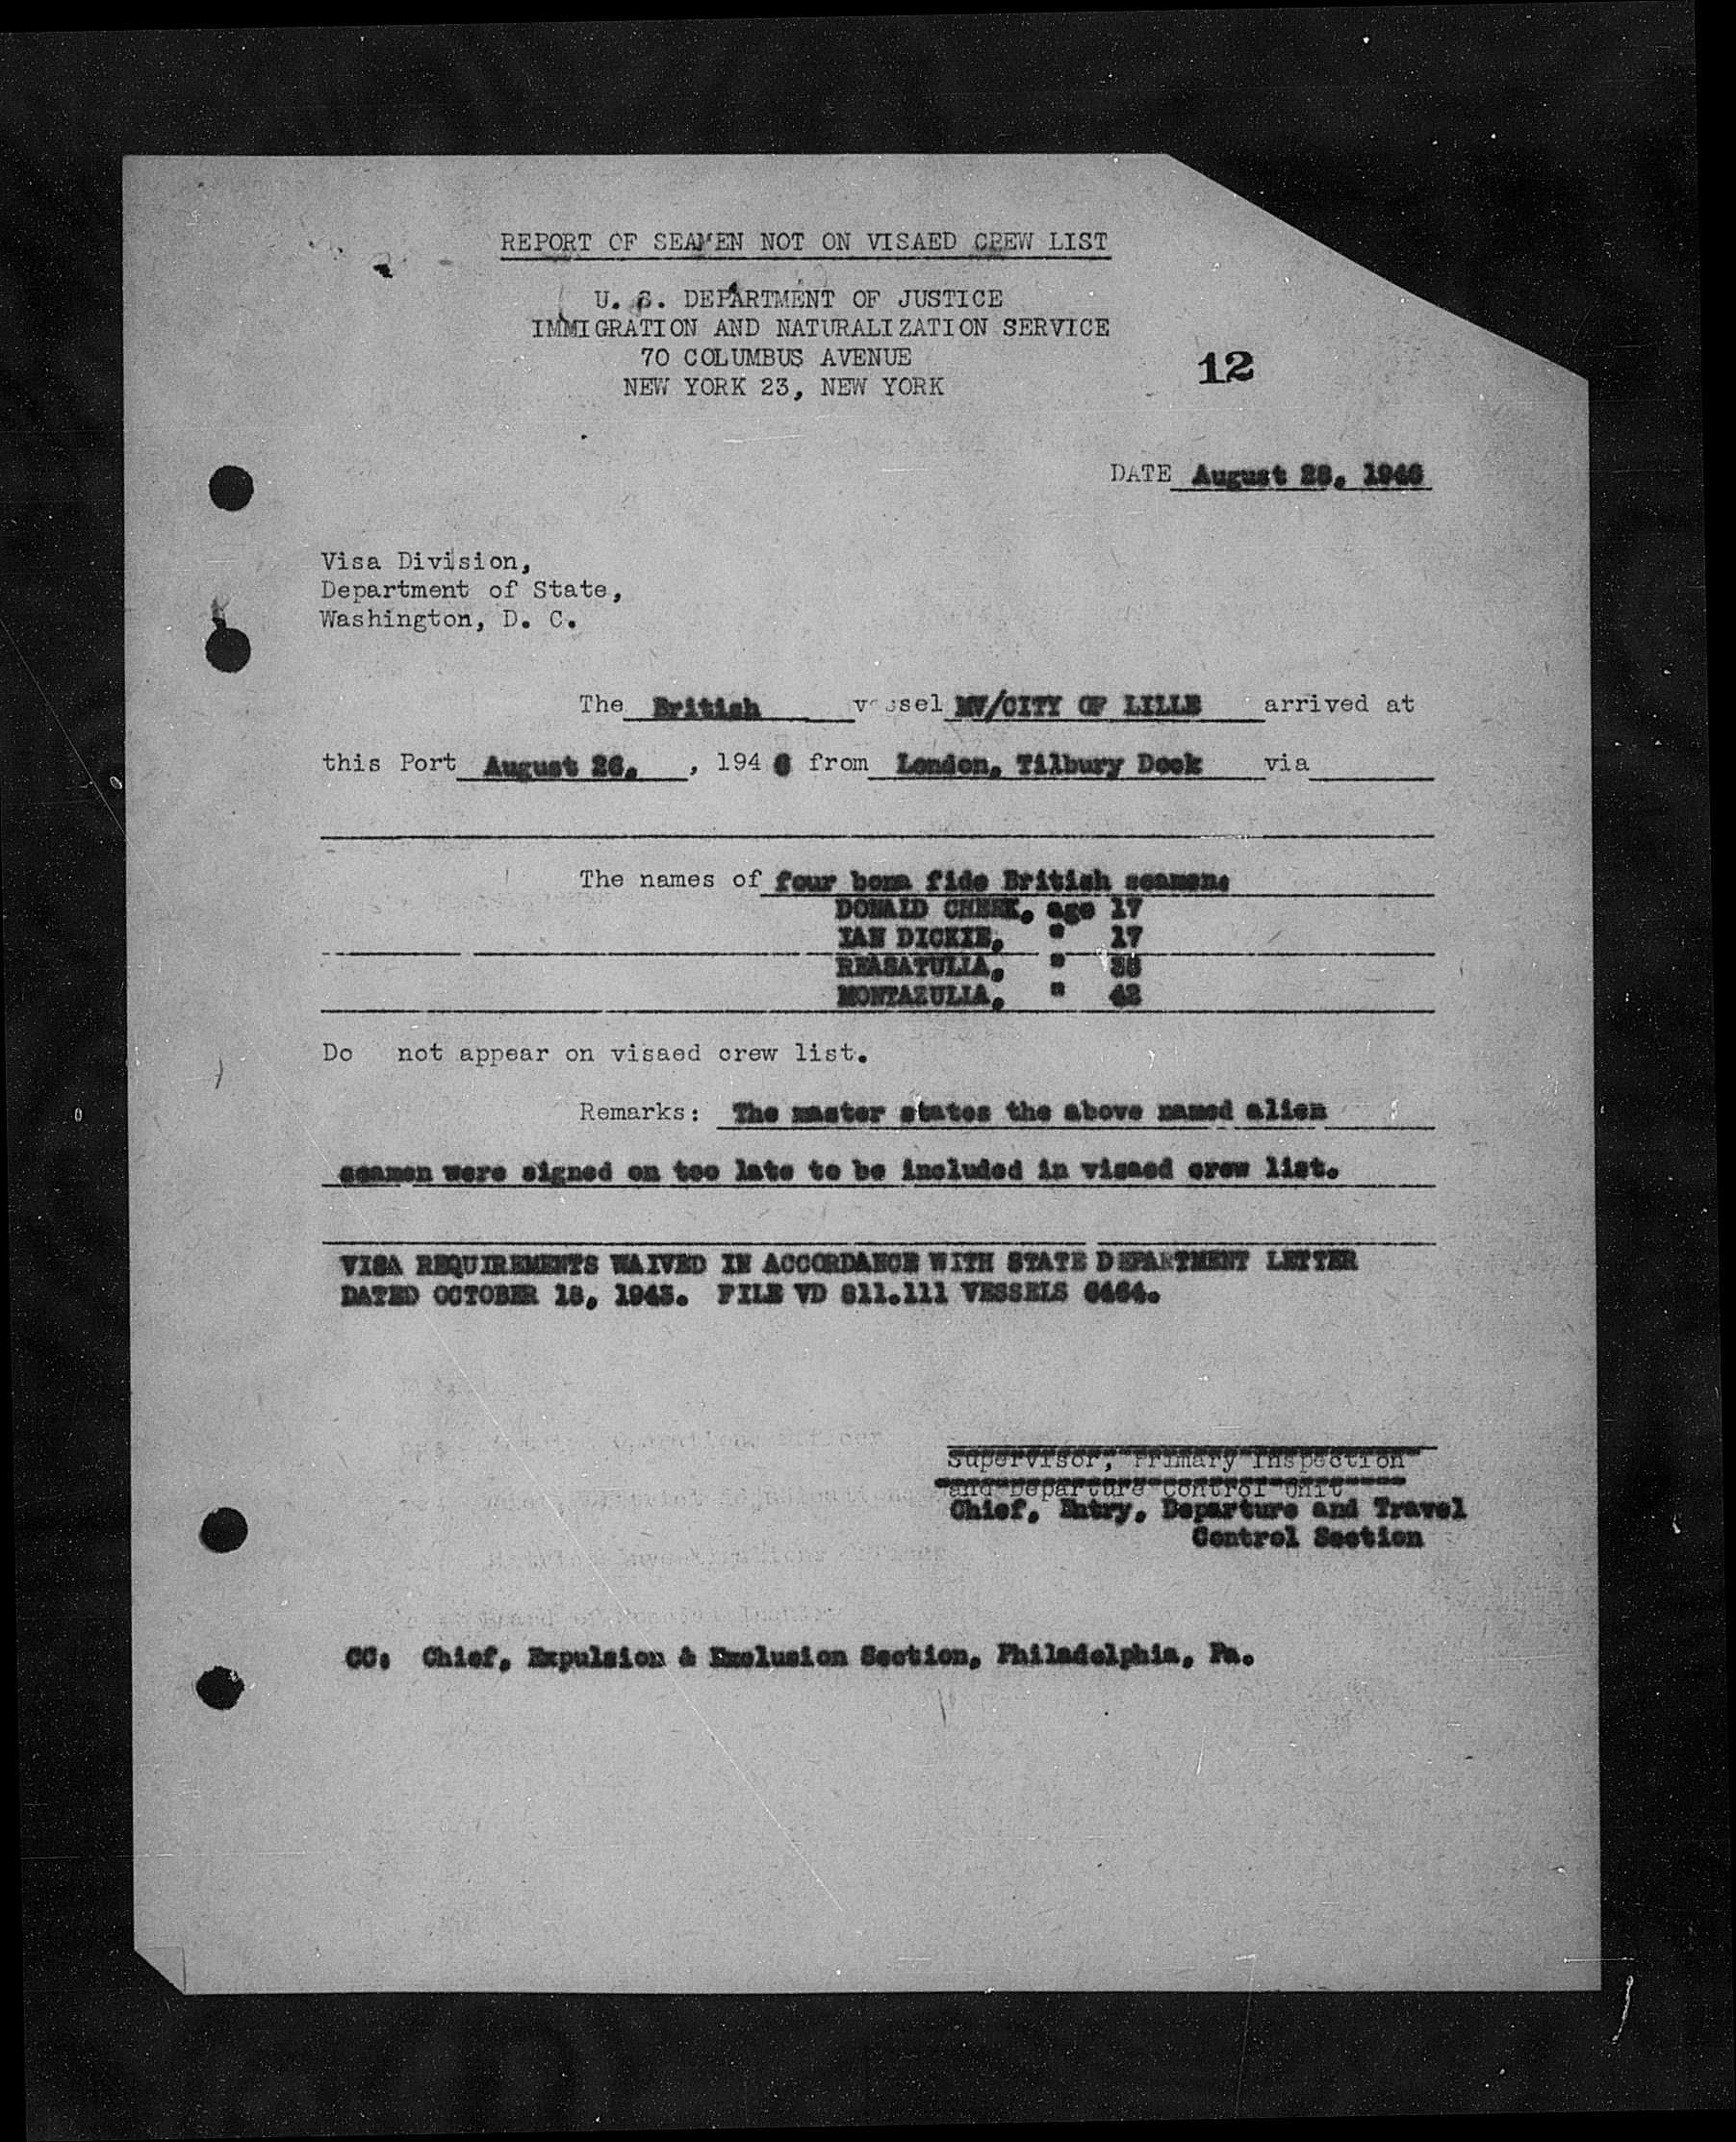 REPORT OF SEAMEN NOT ON VISAED CREW LIST
U. S. DEPARTMENT OF JUSTICE
IMMIGRATION AND NATURALIZATION SERVICE
70 COLUMBUS AVENUE
NEW YORK 23, NEW YORK
12
DATE August 28, 1946
Visa Division,
Department of State,
Washington, D. C.
The British vessel MV/CITY OF LILLE arrived at
this Port August 26, , 194 6 from London, Tilbury Dock via
The names of four bona fide British seamen:
DONALD CHEEK, age 17
IAN DICKIE, " 17
REASATULIA, "
MONTAZULIA, " 42
Do not appear on visaed crew list.
Remarks: The master states the above named alien
seamen were signed on too late to be included in visaed crew list.
VISA REQUIREMENTS WAIVED IN ACCORDANCE WITH STATE DEPARTMENT LETTER
DATED OCTOBER 18, 1945. FILE VD 811.111 VESSELS 6464.
Supervisor, Primary Inspection
and Departure Control Unit
Chief, Entry, Departure and Travel
Control Section
CC: Chief, Expulsion & Exclusion Section, Philadelphia, Pa.